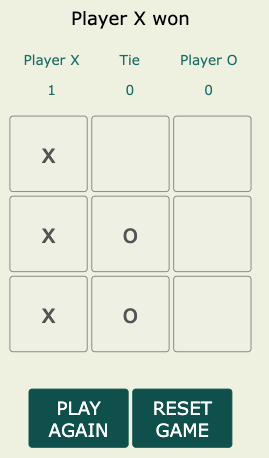 Player X won
Player X Tie Player O
1 0 0
X
X O
X O
PLAY AGAIN
RESET GAME